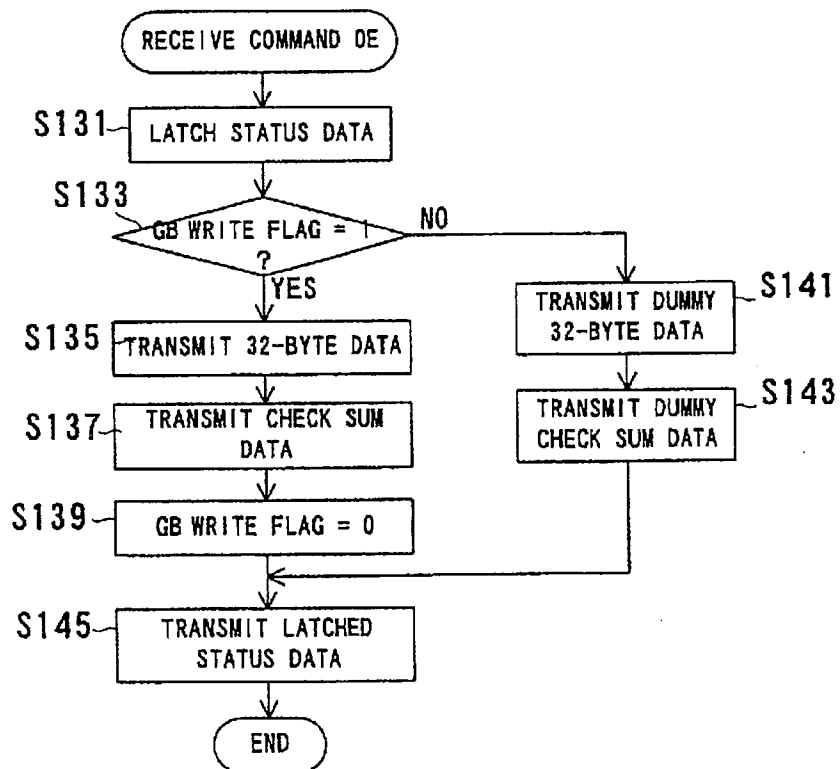 RECEIVE COMMAND DE
S131
LATCH STATUS DATA
S133
GB WRITE FLAG = 1
?
NO
YES
S135
TRANSMIT 32-BYTE DATA
S141
TRANSMIT DUMMY
32-BYTE DATA
S137
TRANSMIT CHECK SUM
DATA
S143
TRANSMIT DUMMY
CHECK SUM DATA
S139
GB WRITE FLAG = 0
S145
TRANSMIT LATCHED
STATUS DATA
END